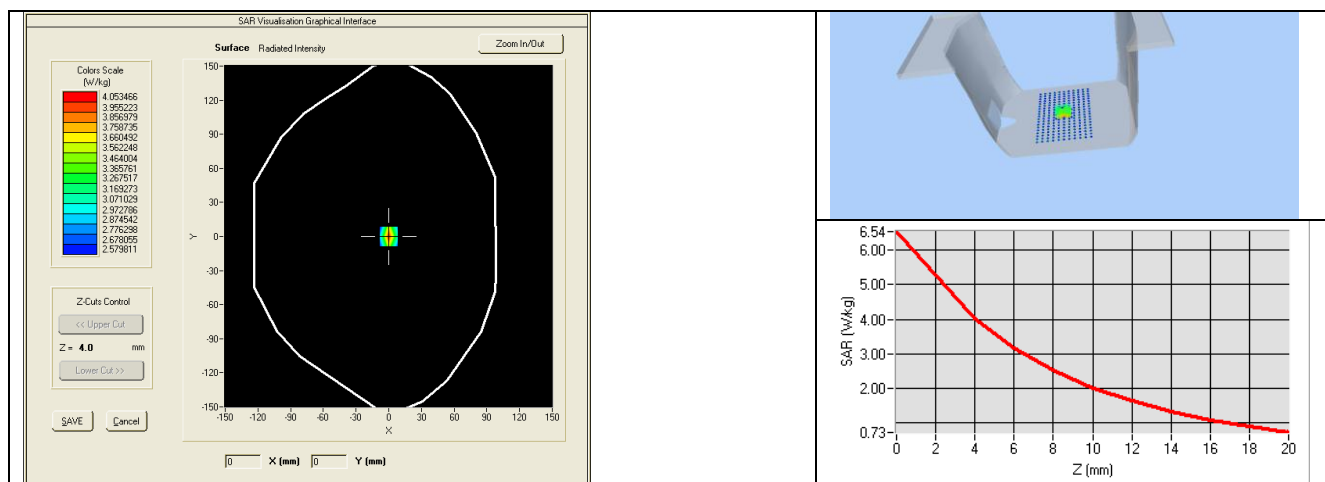 SAR Visualisation Graphical Interface
Surface Radiated Intensity
Zoom In/Out
Colors Scale
(W/kg)
4.053466
3.955223
3.856979
3.758735
3.660492
3.562248
3.464004
3.365761
3.267517
3.169273
3.071029
2.972786
2.874542
2.776298
2.678055
2.579811
Z-Cuts Control
<< Upper Cut
Z = 4.0 mm
Lower Cut >>
SAVE Cancel
150
120
90
60
30
0
-30
-60
-90
-120
-150
Y
-150 -120 -90 -60 -30 0 30 60 90 120 150
X
0 X (mm) 0 Y (mm)
6.54
6.00
5.00
4.00
3.00
2.00
0.73
SAR (W/kg)
0 2 4 6 8 10 12 14 16 18 20
Z (mm)